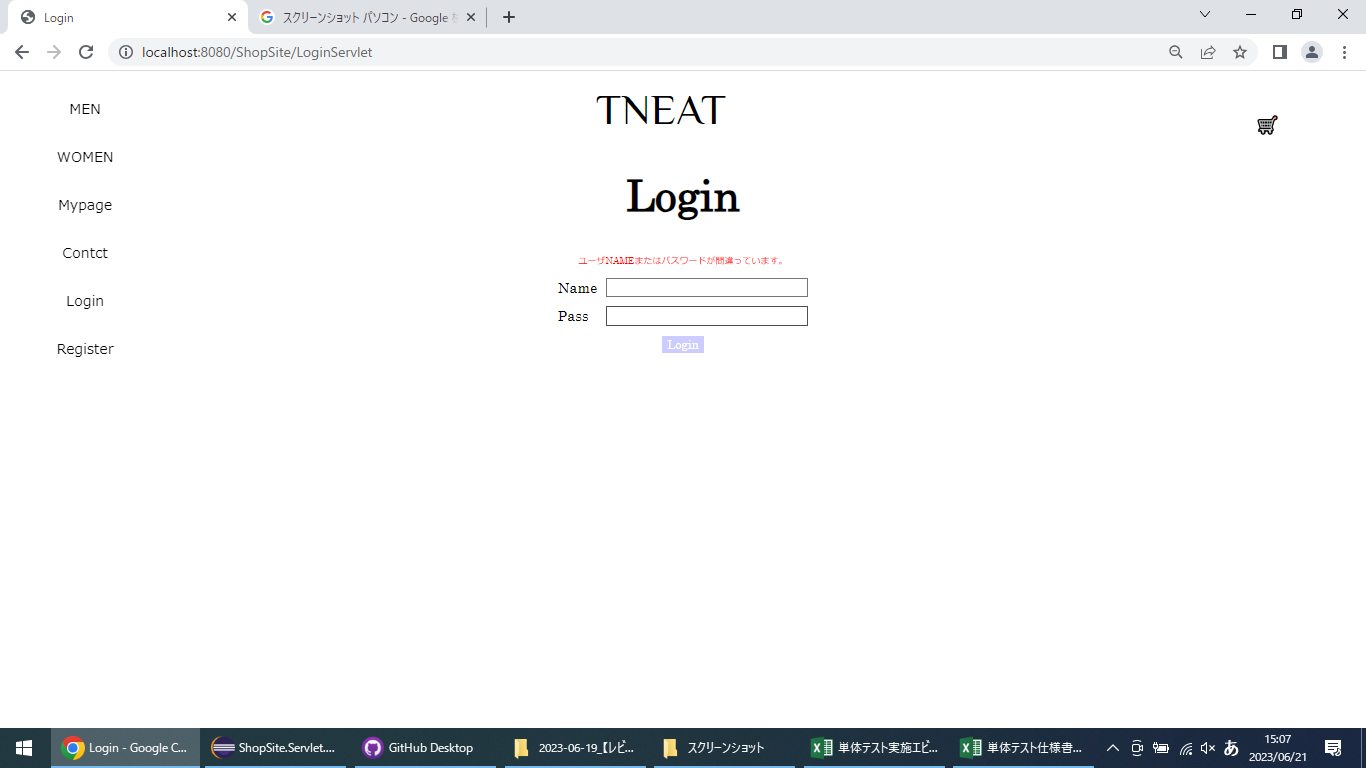 Login
スクリーンショット パソコン - Google を
localhost:8080/ShopSite/LoginServlet
TNEAT
MEN
WOMEN
Mypage
Contct
Login
Register
Login
ユーザNAMEまたはパスワードが間違っています。
Name
Pass
Login
Login - Google C...
ShopSite.Servlet....
GitHub Desktop
2023-06-19_【レビ...
スクリーンショット
単体テスト実施エビ...
単体テスト仕様書...
あ
15:07
2023/06/21